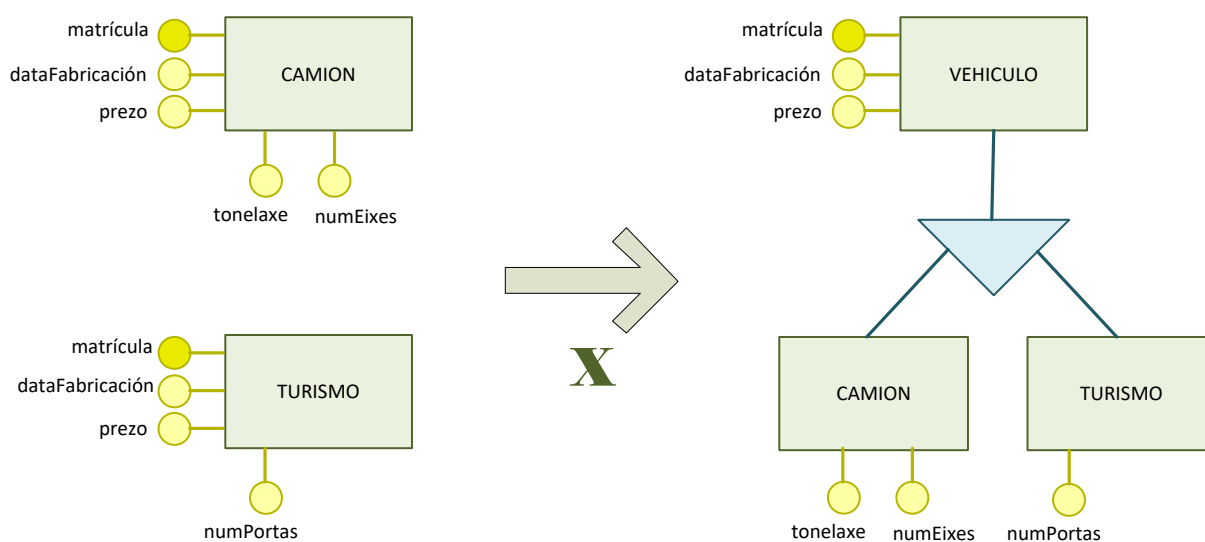 matrícula
dataFabricación
prezo
CAMION
tonelaxe
numEixes
matrícula
dataFabricación
prezo
TURISMO
numPortas
X
matrícula
dataFabricación
prezo
VEHICULO
CAMION
TURISMO
tonelaxe
numEixes
numPortas